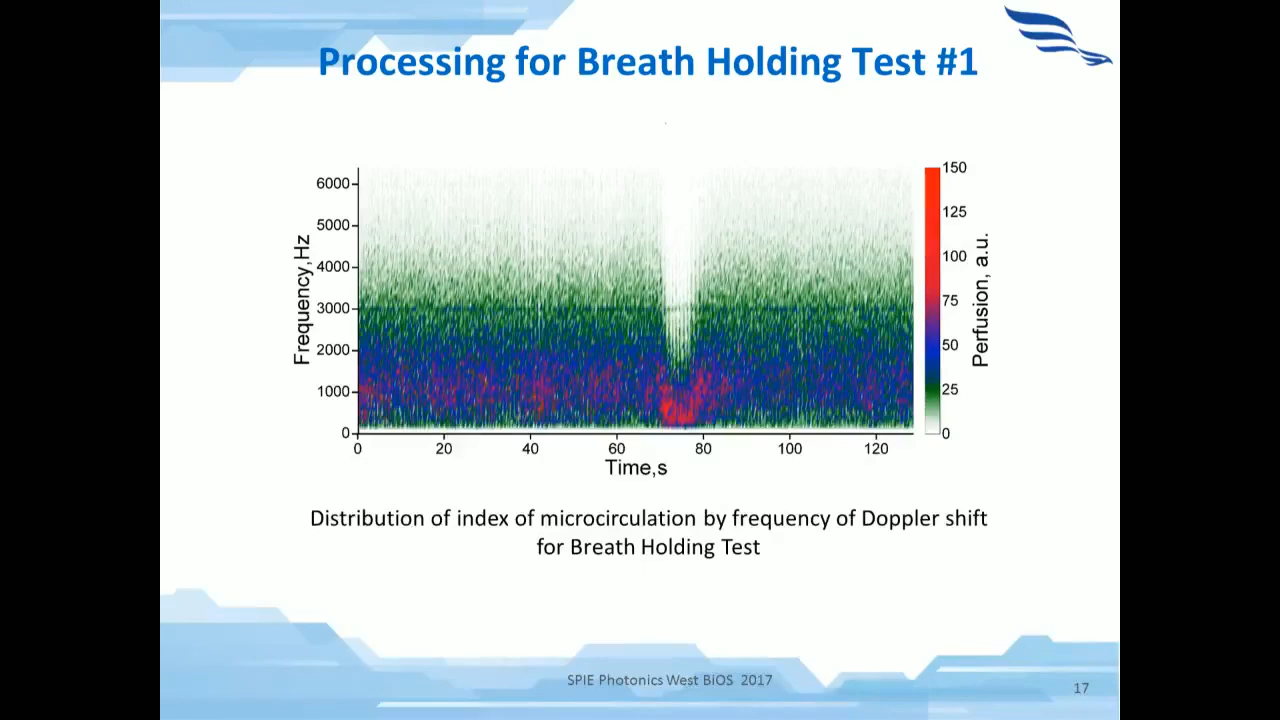 Processing for Breath Holding Test #1
6000
5000
4000
3000
2000
1000
0
Frequency,Hz
0 20 40 60 80 100 120
Time,s
150
125
100
75
50
25
0
Perfusion, a.u.
Distribution of index of microcirculation by frequency of Doppler shift
for Breath Holding Test
SPIE Photonics West BiOS 2017
17